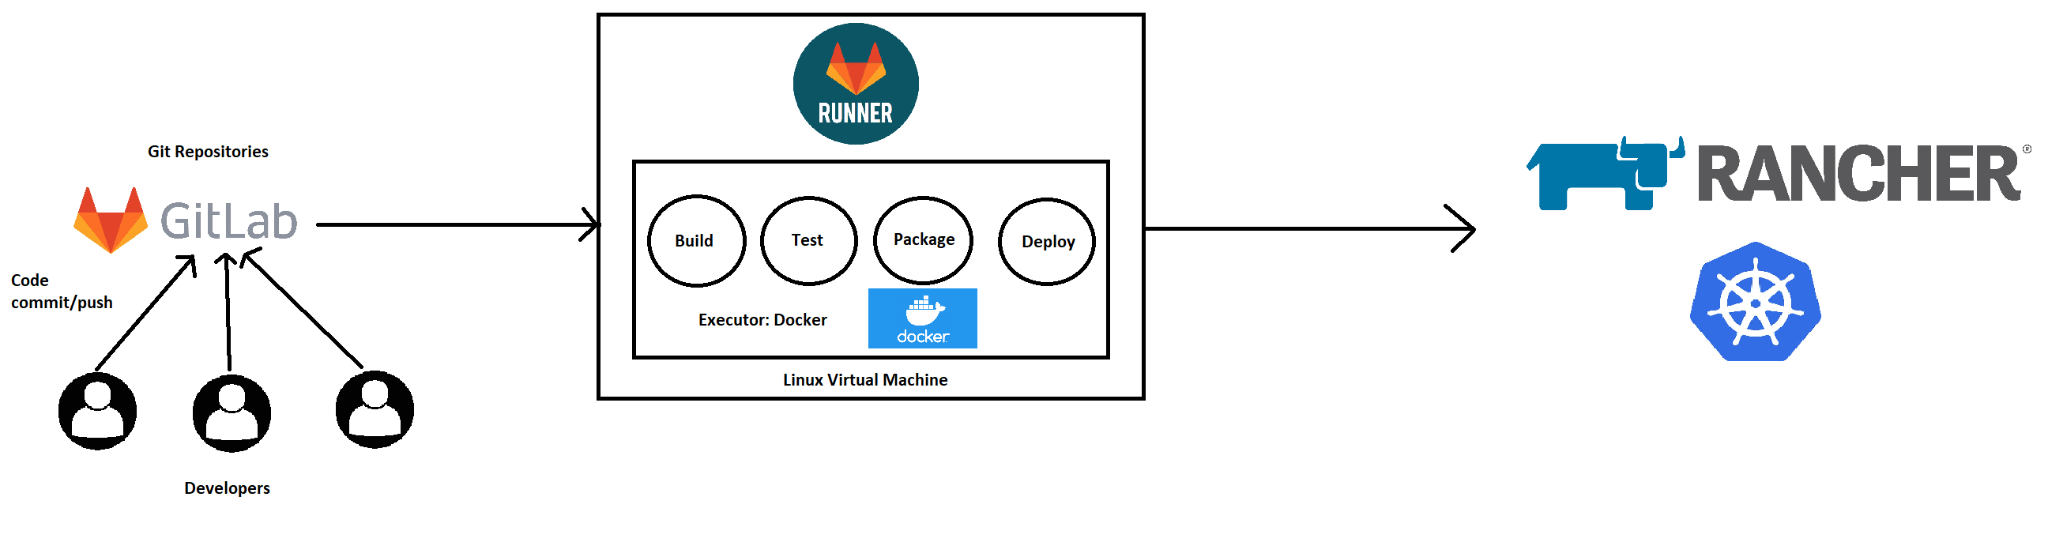 Git Repositories
GitLab
Code
commit/push
Developers
RUNNER
Build
Test
Package
Deploy
Executor: Docker
docker
Linux Virtual Machine
RANCHER®